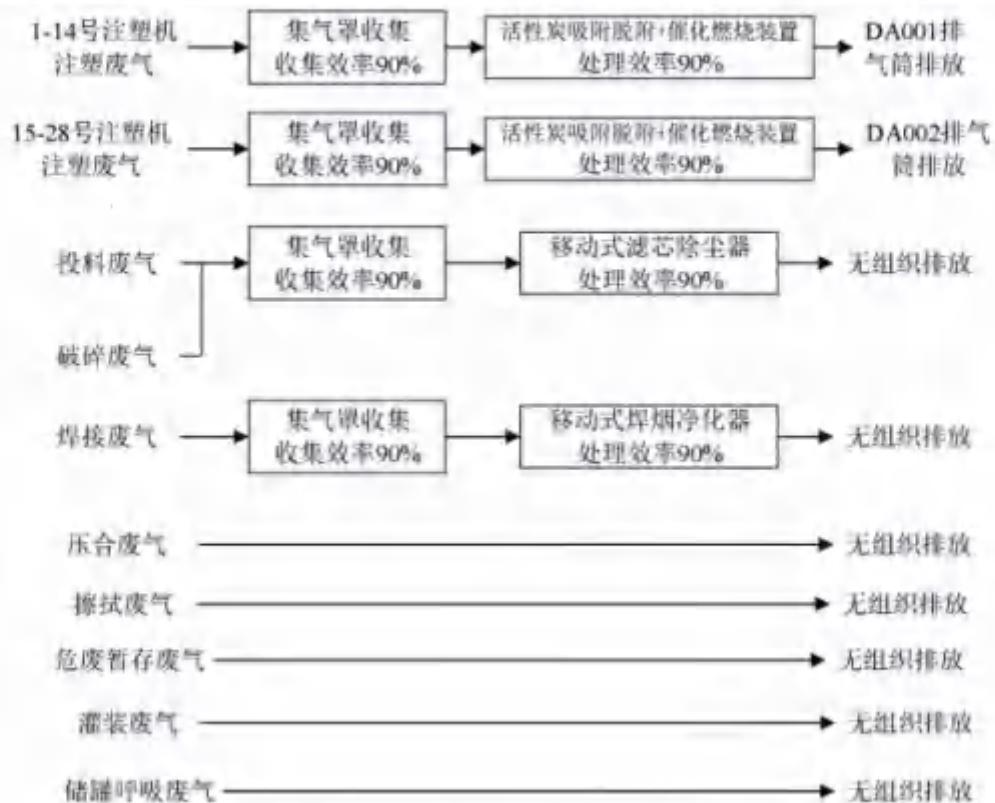 1-14号注塑机
注塑废气
集气罩收集
收集效率90%
活性炭吸附脱附+催化燃烧装置
处理效率90%
DA001排
气筒排放
15-28号注塑机
注塑废气
集气罩收集
收集效率90%
活性炭吸附脱附+催化燃烧装置
处理效率90%
DA002排气
筒排放
投料废气
集气罩收集
收集效率90%
移动式滤芯除尘器
处理效率90%
无组织排放
破碎废气
焊接废气
集气罩收集
收集效率90%
移动式焊烟净化器
处理效率90%
无组织排放
压合废气
无组织排放
擦拭废气
无组织排放
危废暂存废气
无组织排放
灌装废气
无组织排放
储罐呼吸废气
无组织排放